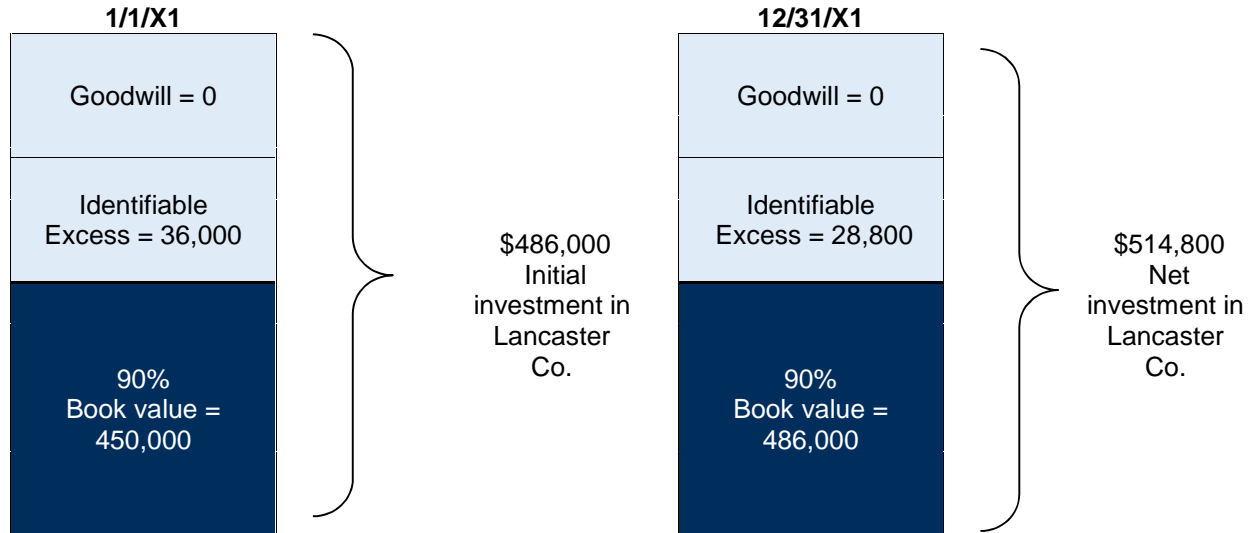 1/1/X1
Goodwill = 0
Identifiable
Excess = 36,000
90%
Book value =
450,000
$486,000
Initial
investment in
Lancaster
Co.
12/31/X1
Goodwill = 0
Identifiable
Excess = 28,800
90%
Book value =
486,000
$514,800
Net
investment in
Lancaster
Co.